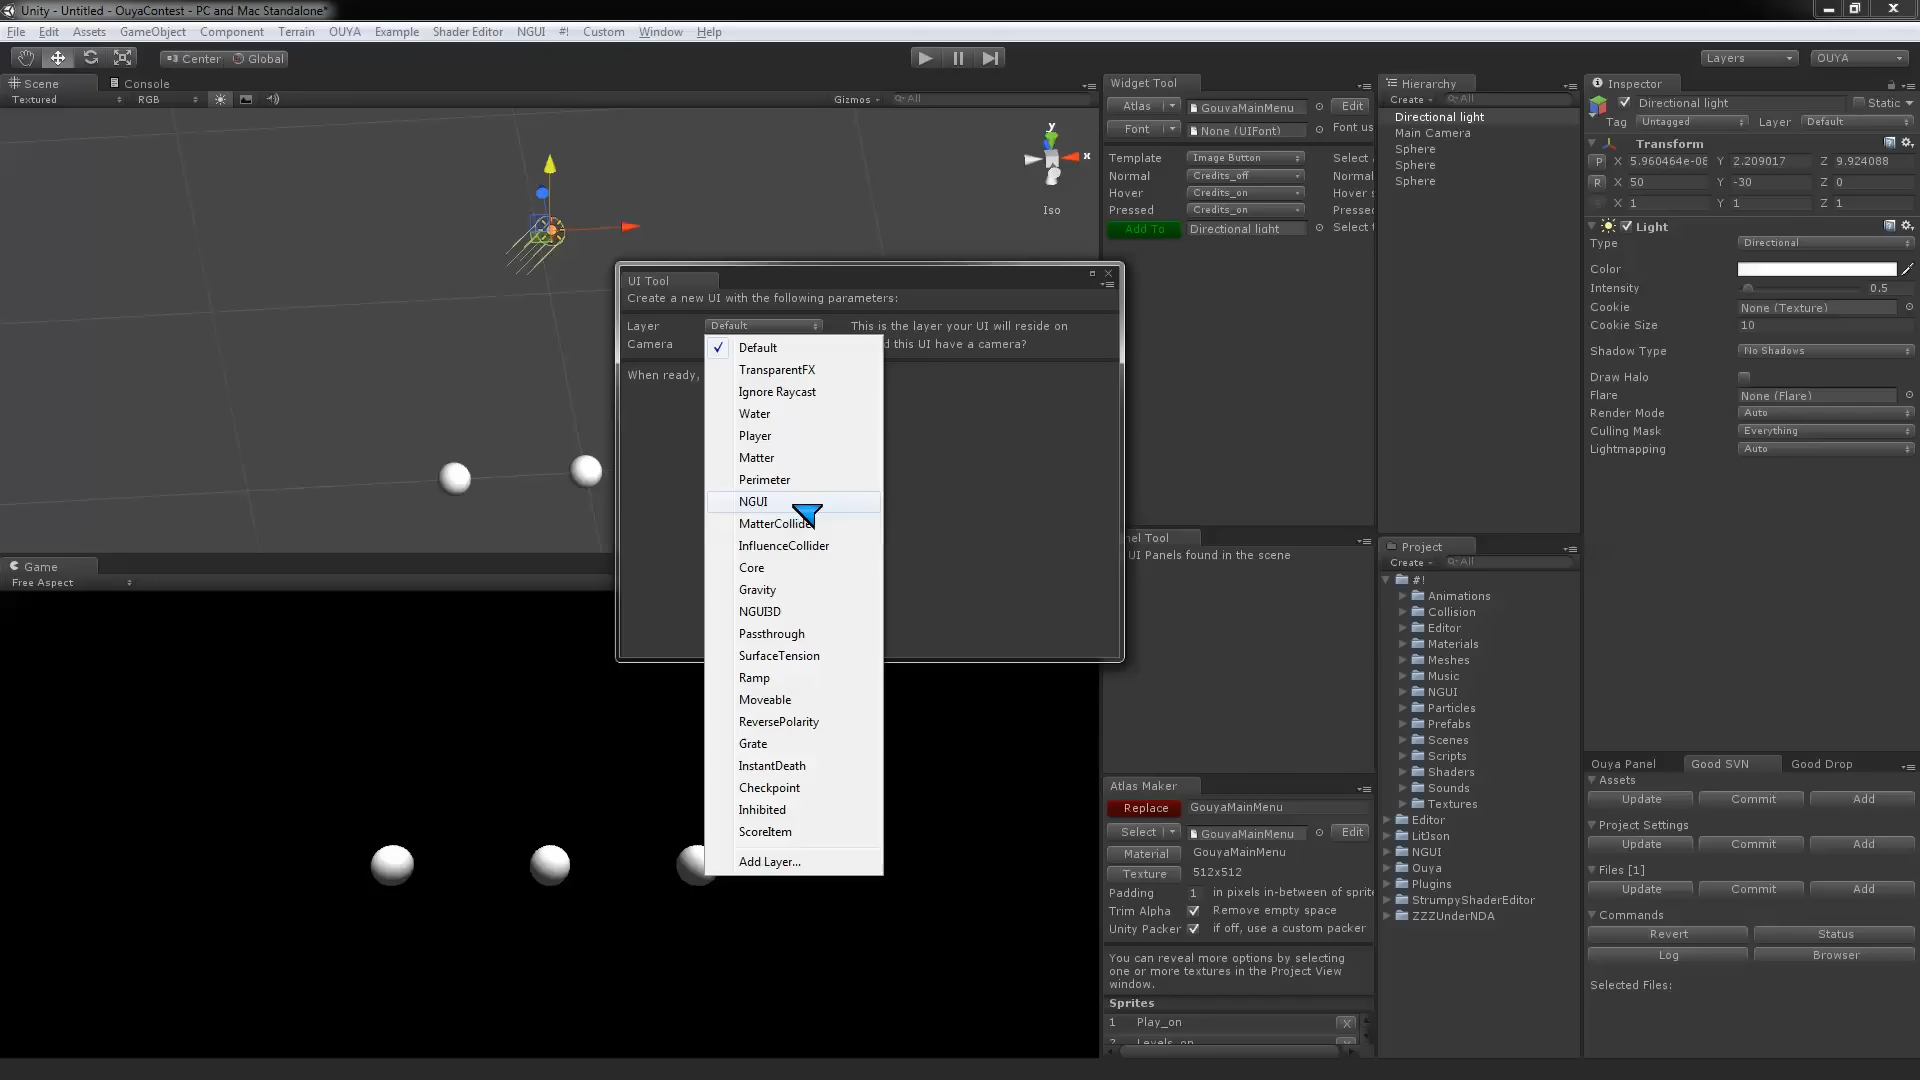 Unity - Untitled - OuyaContest - PC and Mac Standalone*
File Edit Assets GameObject Component Terrain OUYA Example Shader Editor NGUI #! Custom Window Help
Center Global
Layers
OUYA
Scene
Console
Textured
RGB
Gizmos
All
y
x
Iso
Game
Free Aspect
UI Tool
Create a new UI with the following parameters:
Layer Default This is the layer your UI will reside on
Camera d this UI have a camera?
When ready,
Default
TransparentFX
Ignore Raycast
Water
Player
Matter
Perimeter
NGUI
MatterCollide
InfluenceCollider
Core
Gravity
NGUI3D
Passthrough
SurfaceTension
Ramp
Moveable
ReversePolarity
Grate
InstantDeath
Checkpoint
Inhibited
ScoreItem
Add Layer...
Widget Tool
Atlas GouyaMainMenu Edit
Font None (UIFont) Font us
Template Image Button Select
Normal Credits_off Normal
Hover Credits_on Hover s
Pressed Credits_on Presse
Add To Directional light Select t
nel Tool
UI Panels found in the scene
Atlas Maker
Replace GouyaMainMenu
Select GouyaMainMenu Edit
Material GouyaMainMenu
Texture 512x512
Padding 1 in pixels in-between of sprite
Trim Alpha Remove empty space
Unity Packer if off, use a custom packer
You can reveal more options by selecting
one or more textures in the Project View
window.
Sprites
1 Play_on X
2 Levels_on
Hierarchy
Create All
Directional light
Main Camera
Sphere
Sphere
Sphere
Project
Create All
#!
Animations
Collision
Editor
Materials
Meshes
Music
NGUI
Particles
Prefabs
Scenes
Scripts
Shaders
Sounds
Textures
Editor
LitJson
NGUI
Ouya
Plugins
StrumpyShaderEditor
ZZZUnderNDA
Inspector
Directional light Static
Tag Untagged Layer Default
Transform
P X 5.960464e-08 Y 2.209017 Z 9.924088
R X 50 Y -30 Z 0
S X 1 Y 1 Z 1
Light
Type Directional
Color
Intensity 0.5
Cookie None (Texture)
Cookie Size 10
Shadow Type No Shadows
Draw Halo
Flare None (Flare)
Render Mode Auto
Culling Mask Everything
Lightmapping Auto
Ouya Panel Good SVN Good Drop
Assets
Update Commit Add
Project Settings
Update Commit Add
Files [1]
Update Commit Add
Commands
Revert Status
Log Browser
Selected Files: